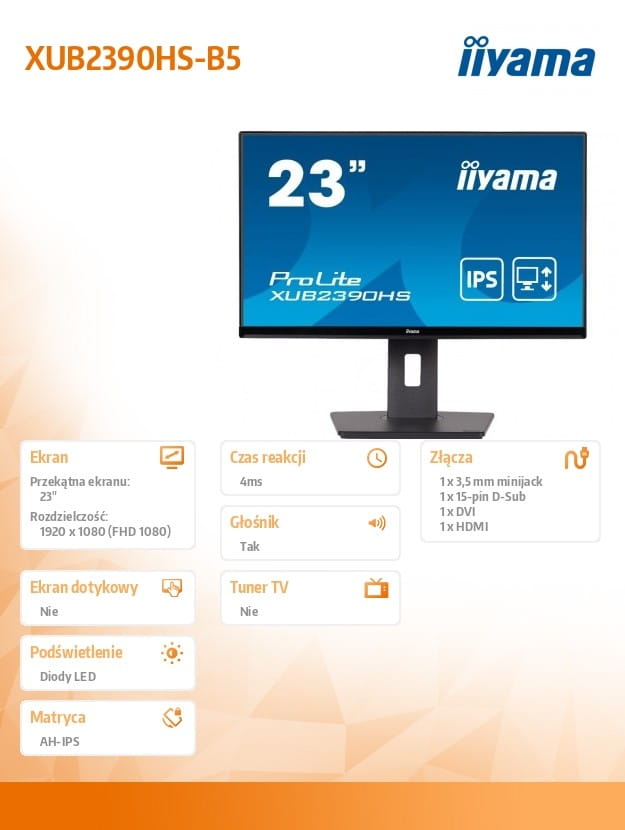 XUB2390HS-B5
iiyama
23”
iiyama
ProLite
XUB2390HS
IPS
iiyama
Ekran
Przekątna ekranu:
23"
Rozdzielczość:
1920 x 1080 (FHD 1080)
Ekran dotykowy
Nie
Podświetlenie
Diody LED
Matryca
AH-IPS
Czas reakcji
4ms
Głośnik
Tak
Tuner TV
Nie
Złącza
1 x 3,5 mm minijack
1 x 15-pin D-Sub
1 x DVI
1 x HDMI